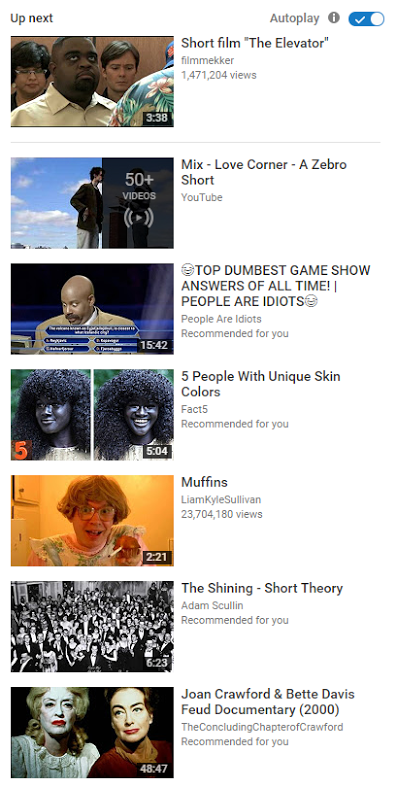 Up next
Autoplay
Short film "The Elevator"
filmmekker
1,471,204 views
3:38
Mix - Love Corner - A Zebro
Short
YouTube
50+
VIDEOS
😂TOP DUMBEST GAME SHOW
ANSWERS OF ALL TIME! |
PEOPLE ARE IDIOTS😂
People Are Idiots
Recommended for you
15:42
5 People With Unique Skin
Colors
Fact5
Recommended for you
5
5:04
Muffins
LiamKyleSullivan
23,704,180 views
2:21
The Shining - Short Theory
Adam Scullin
Recommended for you
6:23
Joan Crawford & Bette Davis
Feud Documentary (2000)
TheConcludingChapterofCrawford
Recommended for you
48:47